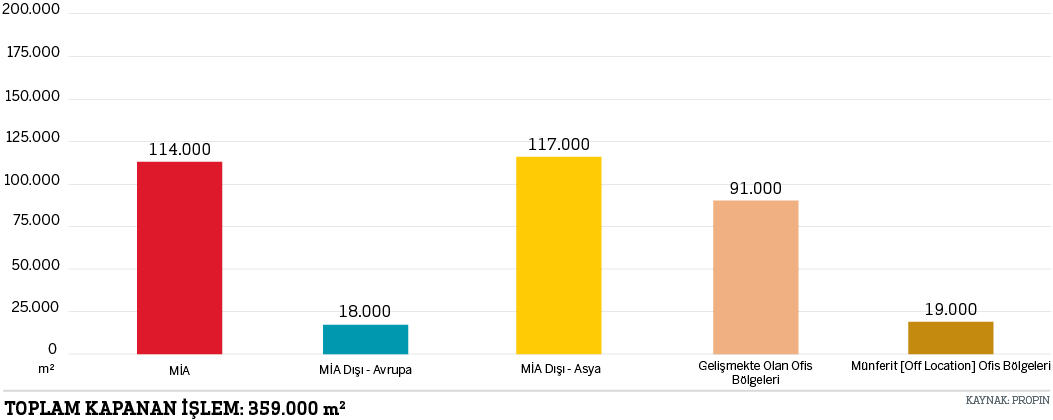 200.000
175.000
150.000
125.000
100.000
75.000
50.000
25.000
0
m²
114.000
18.000
117.000
91.000
19.000
MİA
MİA Dışı - Avrupa
MİA Dışı - Asya
Gelişmekte Olan Ofis
Bölgeleri
Münferit [Off Location] Ofis Bölgeleri
TOPLAM KAPANAN İŞLEM: 359.000 m²
KAYNAK: PROPIN